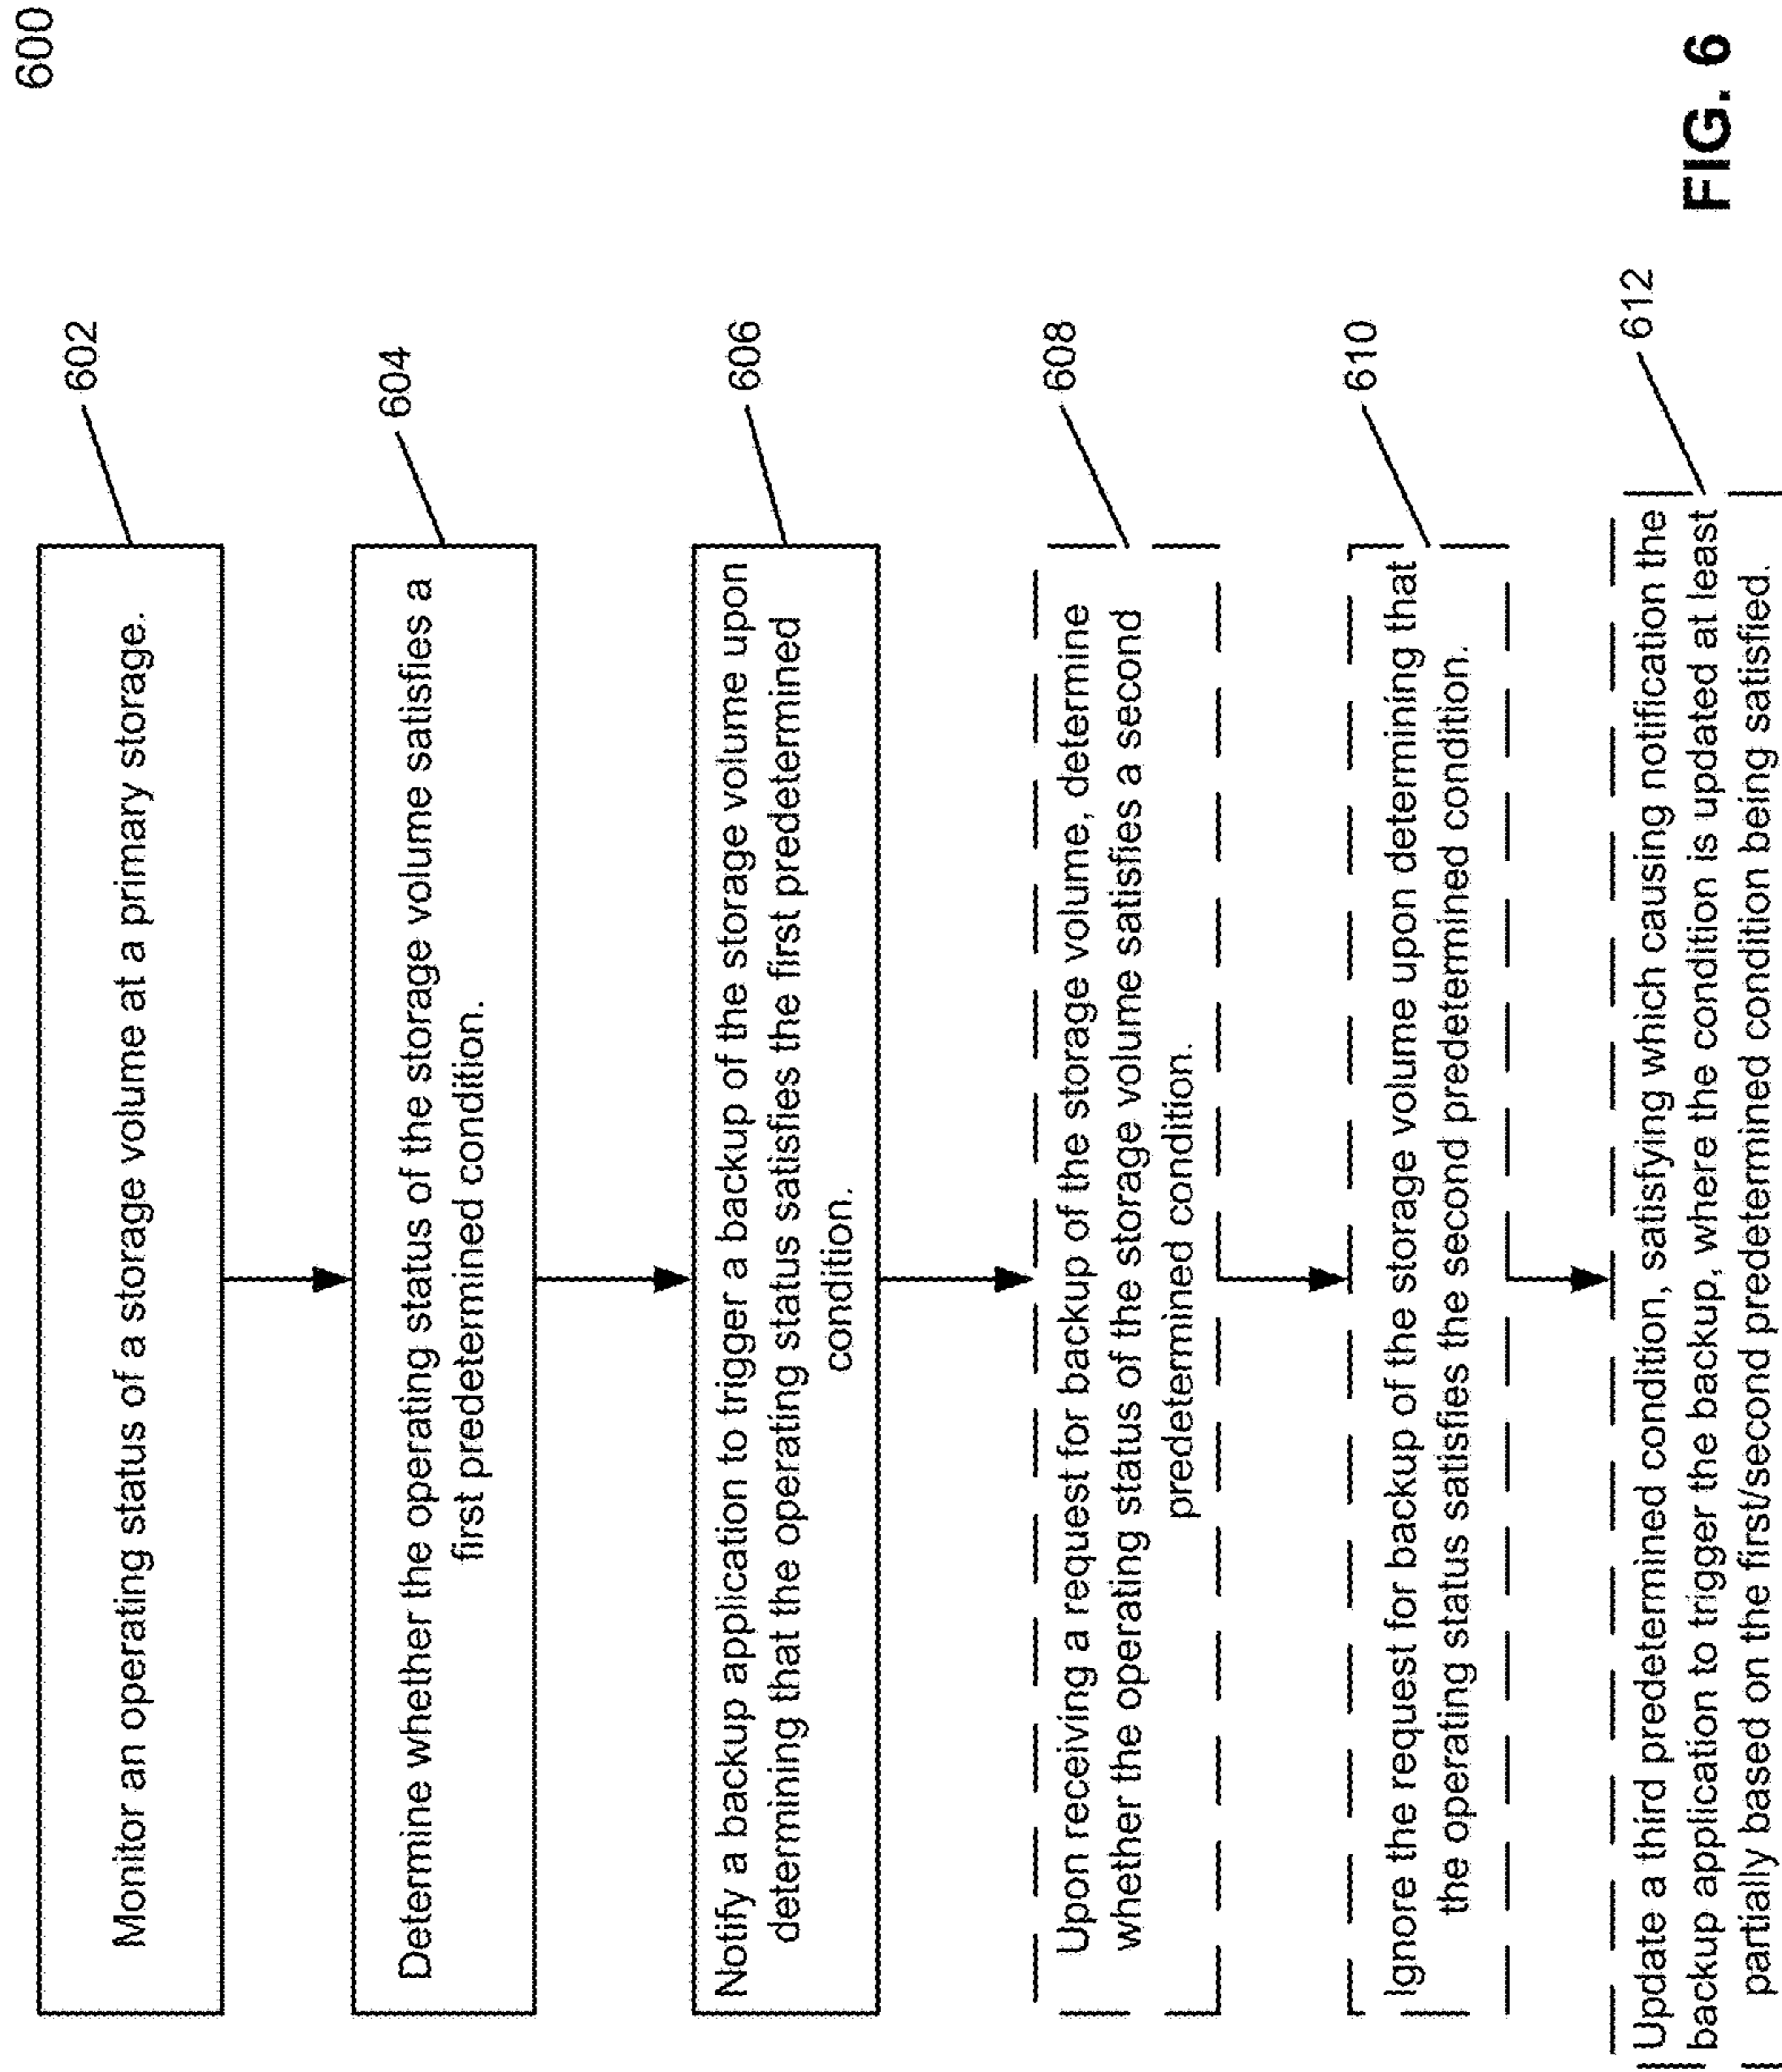 600
602
Monitor an operating status of a storage volume at a primary storage.
604
Determine whether the operating status of the storage volume satisfies a
first predetermined condition.
606
Notify a backup application to trigger a backup of the storage volume upon
determining that the operating status satisfies the first predetermined
condition.
608
Upon receiving a request for backup of the storage volume, determine
whether the operating status of the storage volume satisfies a second
predetermined condition.
610
Ignore the request for backup of the storage volume upon determining that
the operating status satisfies the second predetermined condition.
612
Update a third predetermined condition, satisfying which causing notification the
backup application to trigger the backup, where the condition is updated at least
partially based on the first/second predetermined condition being satisfied.
FIG. 6